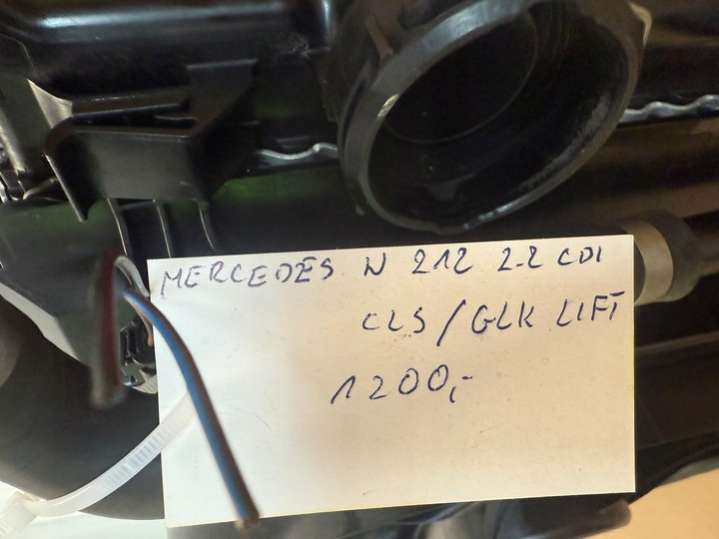 MERCEDES W 212 2.2 CDI
CLS/GLK LIFT
1200,-